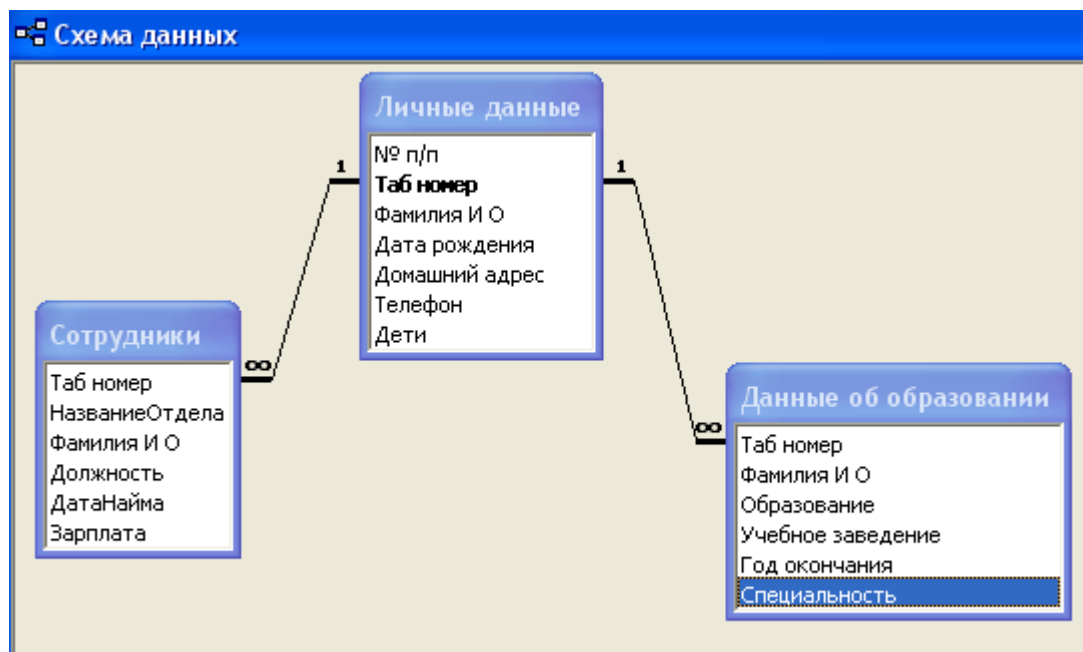 Схема данных
Личные данные
№ п/п
Таб номер
Фамилия И О
Дата рождения
Домашний адрес
Телефон
Дети
1
1
Сотрудники
Таб номер
НазваниеОтдела
Фамилия И О
Должность
ДатаНайма
Зарплата
∞
Данные об образовании
Таб номер
Фамилия И О
Образование
Учебное заведение
Год окончания
Специальность
∞